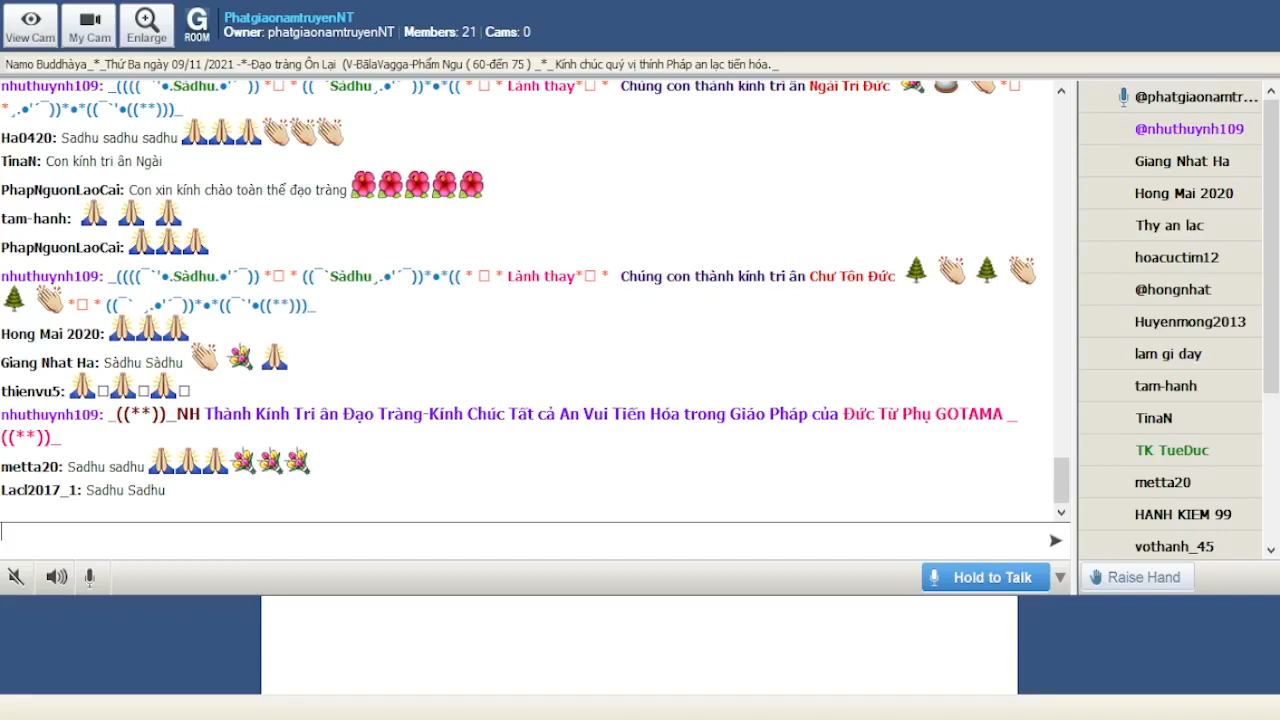 View Cam
My Cam
Enlarge
G
ROOM
PhatgiaonamtruyenNT
Owner: phatgiaonamtruyenNT | Members: 21 | Cams: 0
Namo Buddhàya_*_Thứ Ba ngày 09/11 /2021 -*-Đạo tràng Ôn Lại (V-BãlaVagga-Phẩm Ngu ( 60-đến 75 ) _*_ Kính chúc quý vị thính Pháp an lạc tiến hóa._
nhuthuynh109: _((((¯`'•.Sàdhu.•'´¯)) *□ * ((¯`Sàdhu¸.•'´¯))*•*(( * □ * Lành thay*□ * Chúng con thành kính tri ân Ngài Tri Đức *□
*¸.•'´¯))*•*((¯`'•((**)))_
Ha0420: Sadhu sadhu sadhu
TinaN: Con kính tri ân Ngài
PhapNguonLaoCai: Con xin kính chào toàn thể đạo tràng
tam-hanh:
PhapNguonLaoCai:
nhuthuynh109: _((((¯`'•.Sàdhu.•'´¯)) *□ * ((¯`Sàdhu¸.•'´¯))*•*(( * □ * Lành thay*□ * Chúng con thành kính tri ân Chư Tôn Đức
*□ * ((¯` ¸.•'´¯))*•*((¯`'•((**)))_
Hong Mai 2020:
Giang Nhat Ha: Sàdhu Sàdhu
thienvu5: □ □ □
nhuthuynh109: _((**))_NH Thành Kính Tri ân Đạo Tràng-Kính Chúc Tất cả An Vui Tiến Hóa trong Giáo Pháp của Đức Từ Phụ GOTAMA _
((**))_
metta20: Sadhu sadhu
Lacl2017_1: Sadhu Sadhu
Hold to Talk
@phatgiaonamtr...
@nhuthuynh109
Giang Nhat Ha
Hong Mai 2020
Thy an lac
hoacuctim12
@hongnhat
Huyenmong2013
lam gi day
tam-hanh
TinaN
TK TueDuc
metta20
HANH KIEM 99
vothanh_45
Raise Hand